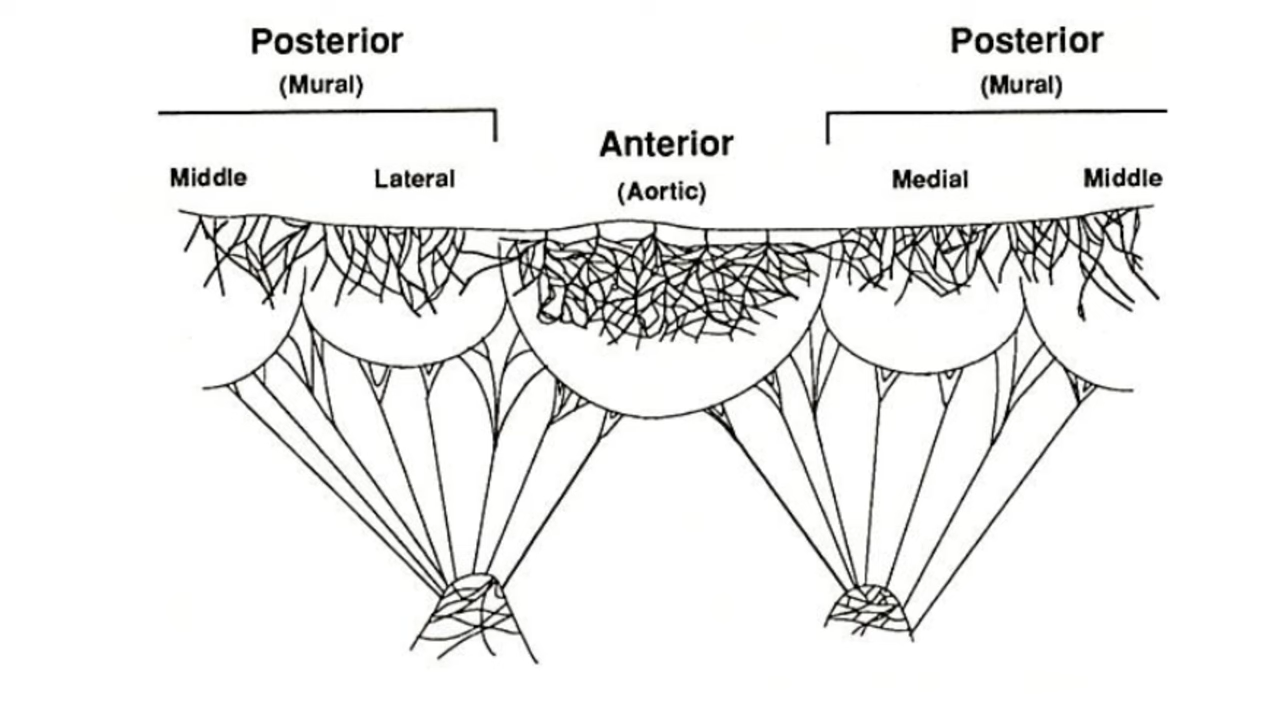 Posterior
(Mural)
Posterior
(Mural)
Anterior
(Aortic)
Middle
Lateral
Medial
Middle